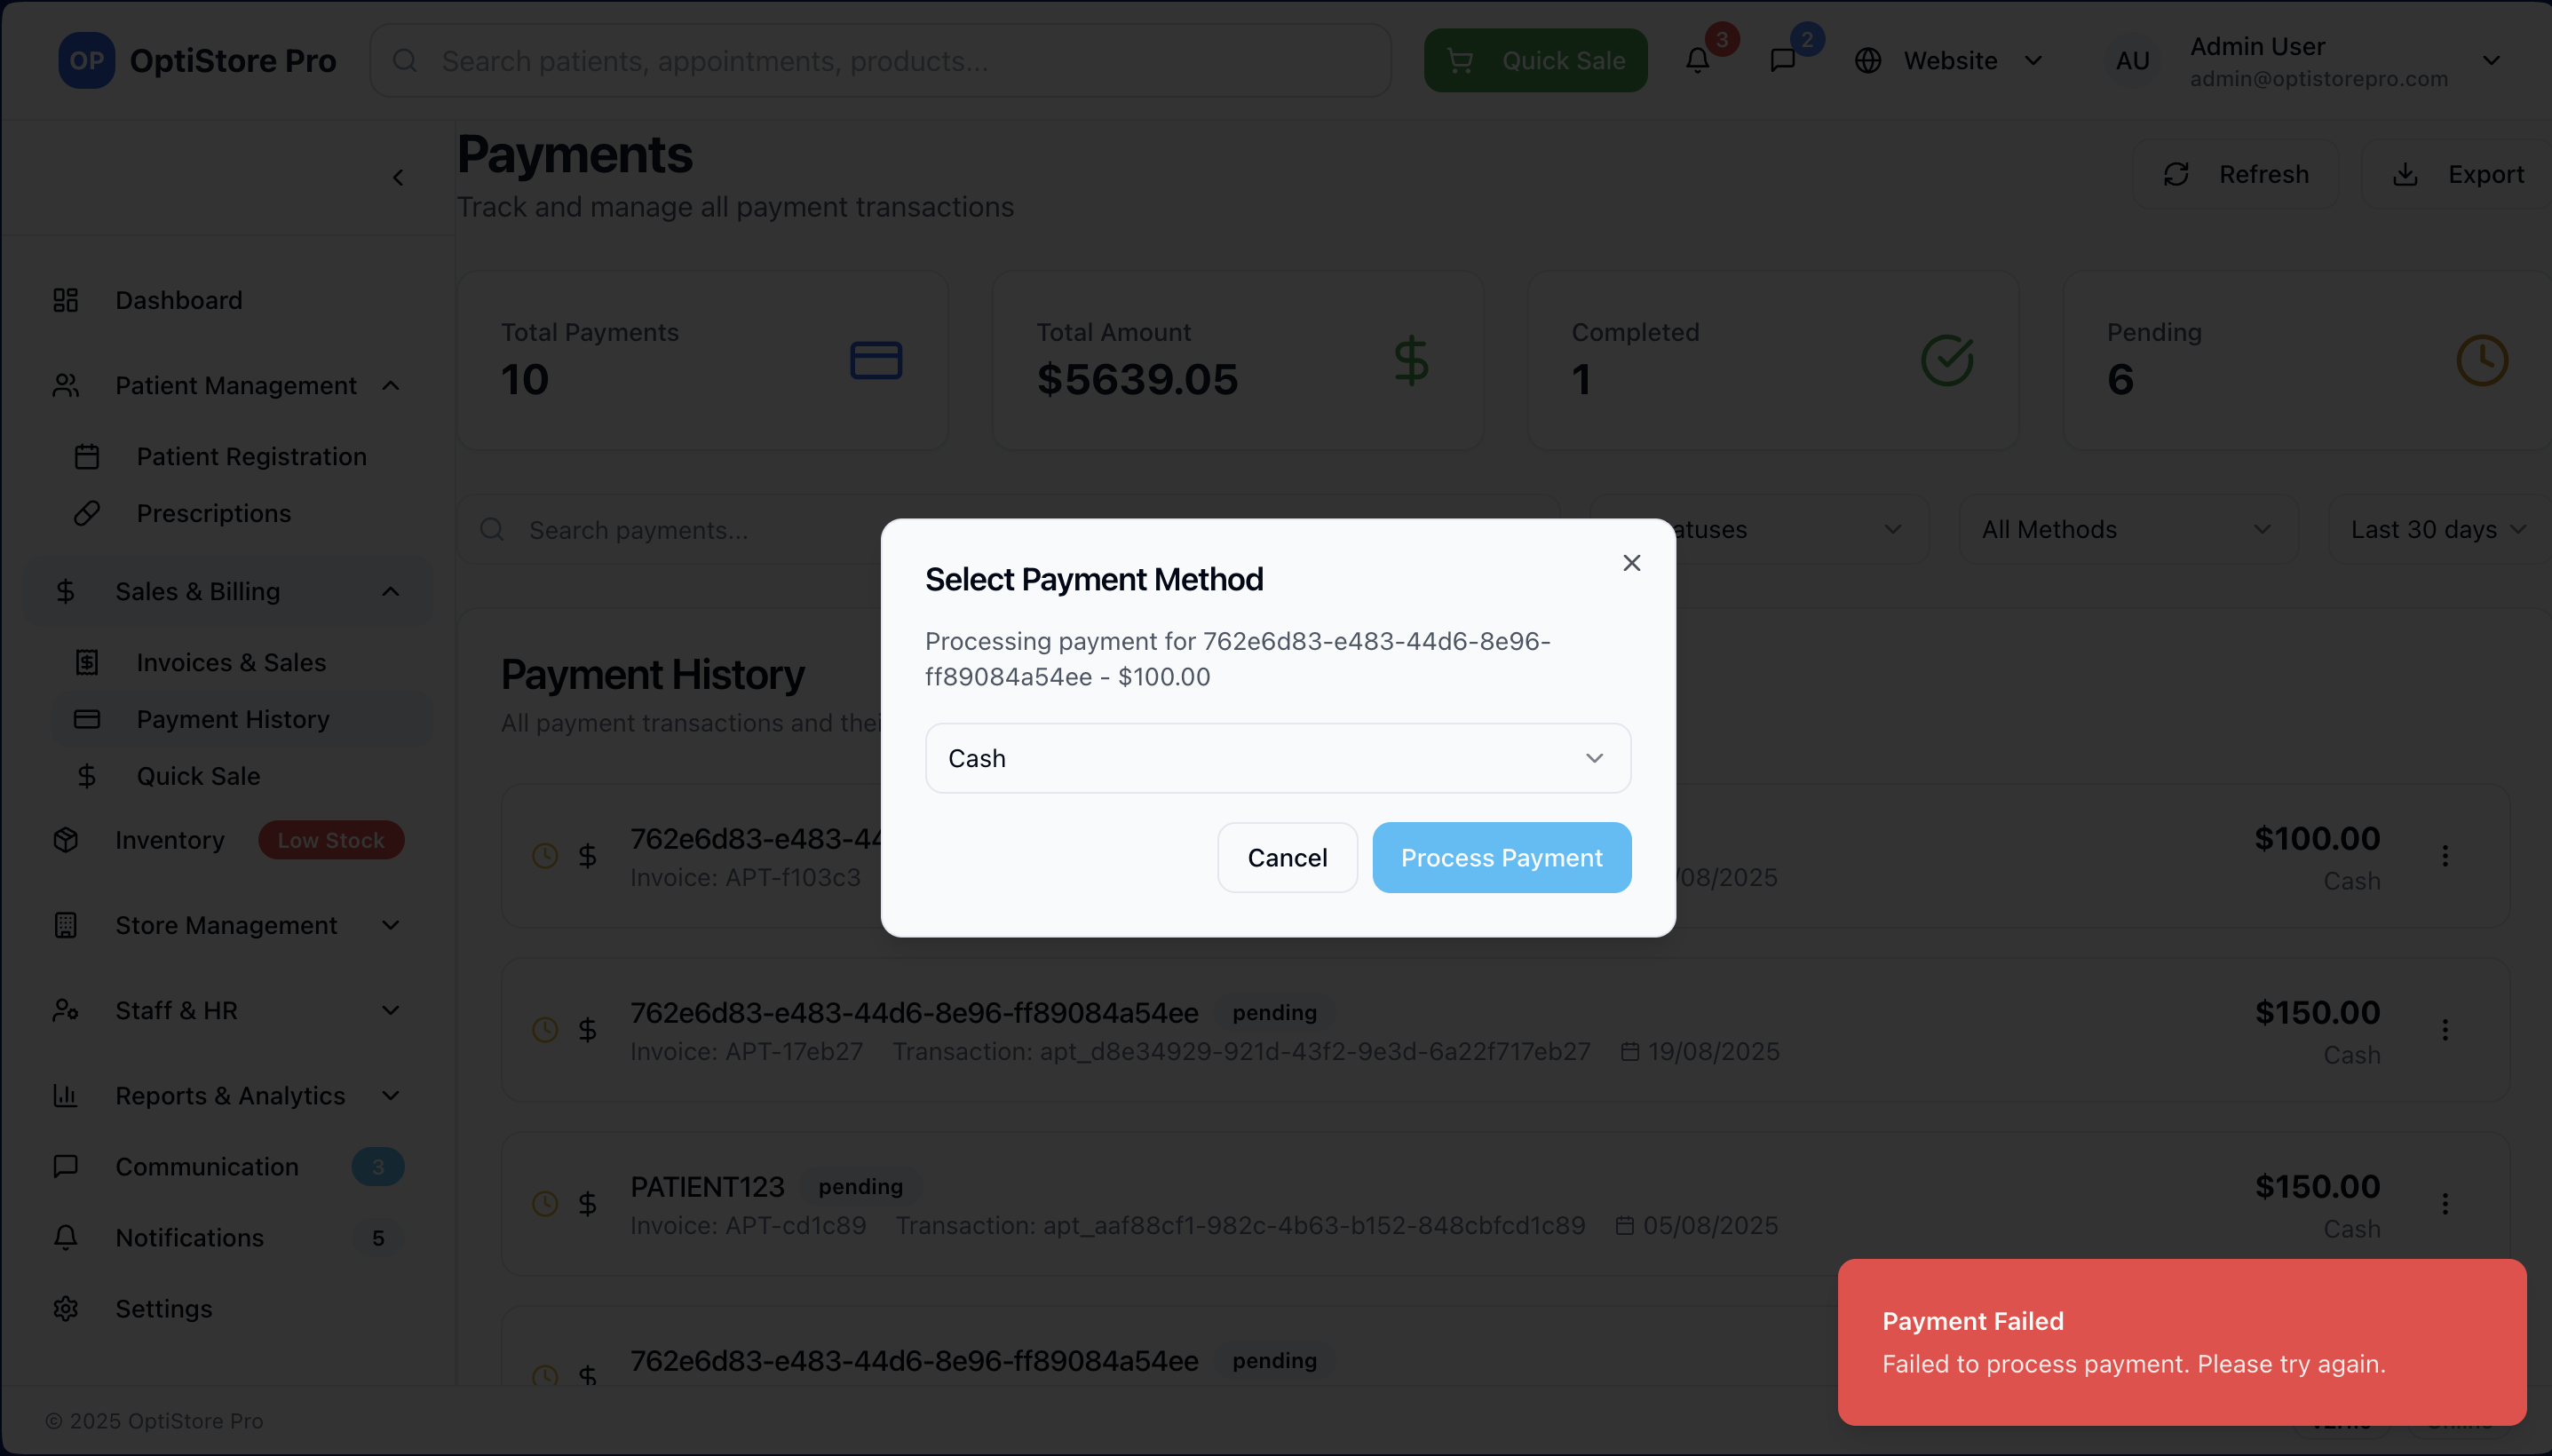 OP OptiStore Pro
Search patients, appointments, products...
Quick Sale
3
2
Website
AU
Admin User
admin@optistorepro.com
Payments
Track and manage all payment transactions
Refresh
Export
Dashboard
Patient Management
Patient Registration
Prescriptions
Sales & Billing
Invoices & Sales
Payment History
Quick Sale
Inventory Low Stock
Store Management
Staff & HR
Reports & Analytics
Communication 3
Notifications 5
Settings
© 2025 OptiStore Pro
Total Payments
10
Total Amount
$5639.05
Completed
1
Pending
6
Search payments...
atuses
All Methods
Last 30 days
Payment History
All payment transactions and thei
762e6d83-e483-44
Invoice: APT-f103c3
/08/2025
$100.00
Cash
762e6d83-e483-44d6-8e96-ff89084a54ee pending
Invoice: APT-17eb27 Transaction: apt_d8e34929-921d-43f2-9e3d-6a22f717eb27 19/08/2025
$150.00
Cash
PATIENT123 pending
Invoice: APT-cd1c89 Transaction: apt_aaf88cf1-982c-4b63-b152-848cbfcd1c89 05/08/2025
$150.00
Cash
762e6d83-e483-44d6-8e96-ff89084a54ee pending
Select Payment Method
Processing payment for 762e6d83-e483-44d6-8e96-
ff89084a54ee - $100.00
Cash
Cancel
Process Payment
Payment Failed
Failed to process payment. Please try again.